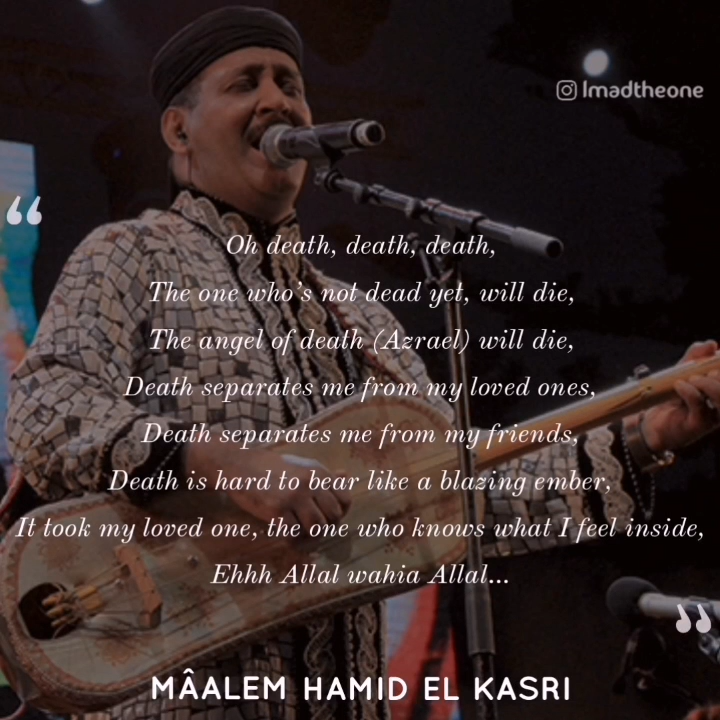 lmadtheone
“
Oh death, death, death,
The one who’s not dead yet, will die,
The angel of death (Azrael) will die,
Death separates me from my loved ones,
Death separates me from my friends,
Death is hard to bear like a blazing ember,
It took my loved one, the one who knows what I feel inside,
Ehhh Allal wahia Allal...
”
MÂALEM HAMID EL KASRI